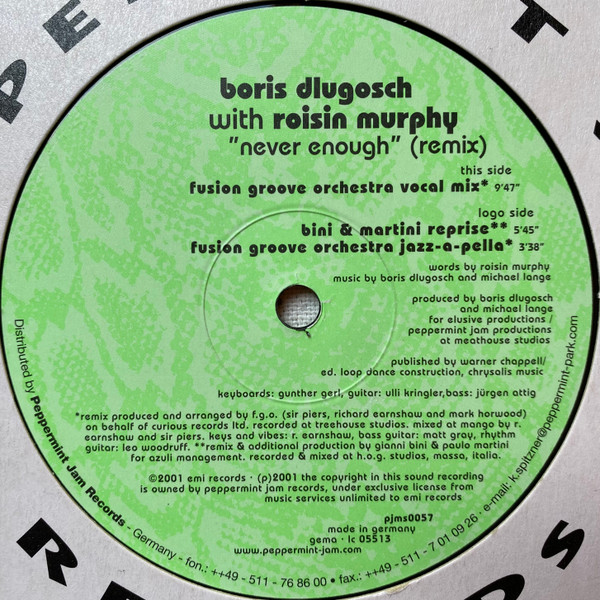 boris dlugosch
with roisin murphy
"never enough" (remix)
this side
fusion groove orchestra vocal mix* 9'47"
logo side
bini & martini reprise** 5'45"
fusion groove orchestra jazz-a-pella* 3'38"
words by roisin murphy
music by boris dlugosch and michael lange
produced by boris dlugosch
and michael lange
for elusive productions /
peppermint jam productions
at meathouse studios
published by warner chappell/
ed. loop dance construction, chrysalis music
keyboards: gunther gerl, guitar: ulli kringler,bass: jürgen attig
*remix produced and arranged by f.g.o. (sir piers, richard earnshaw and mark horwood)
on behalf of curious records ltd. recorded at treehouse studios. mixed at mango by r.
earnshaw and sir piers. keys and vibes: r. earnshaw, bass guitar: matt gray, rhythm
guitar: leo woodruff. **remix & additional production by gianni bini & paulo martini
for azuli management. recorded & mixed at h.o.g. studios, massa, italia.
©2001 emi records · (p)2001 the copyright in this sound recording
is owned by peppermint jam records, under exclusive license from
music services unlimited to emi records
pjms0057
made in germany
gema · lc 05513
www.peppermint-jam.com
Distributed by Peppermint Jam Records - Germany - fon.: ++49 - 511 - 76 86 00 • fax.: ++49 - 511 - 7 01 09 26 · e-mail: k.spitzner@peppermint-park.com